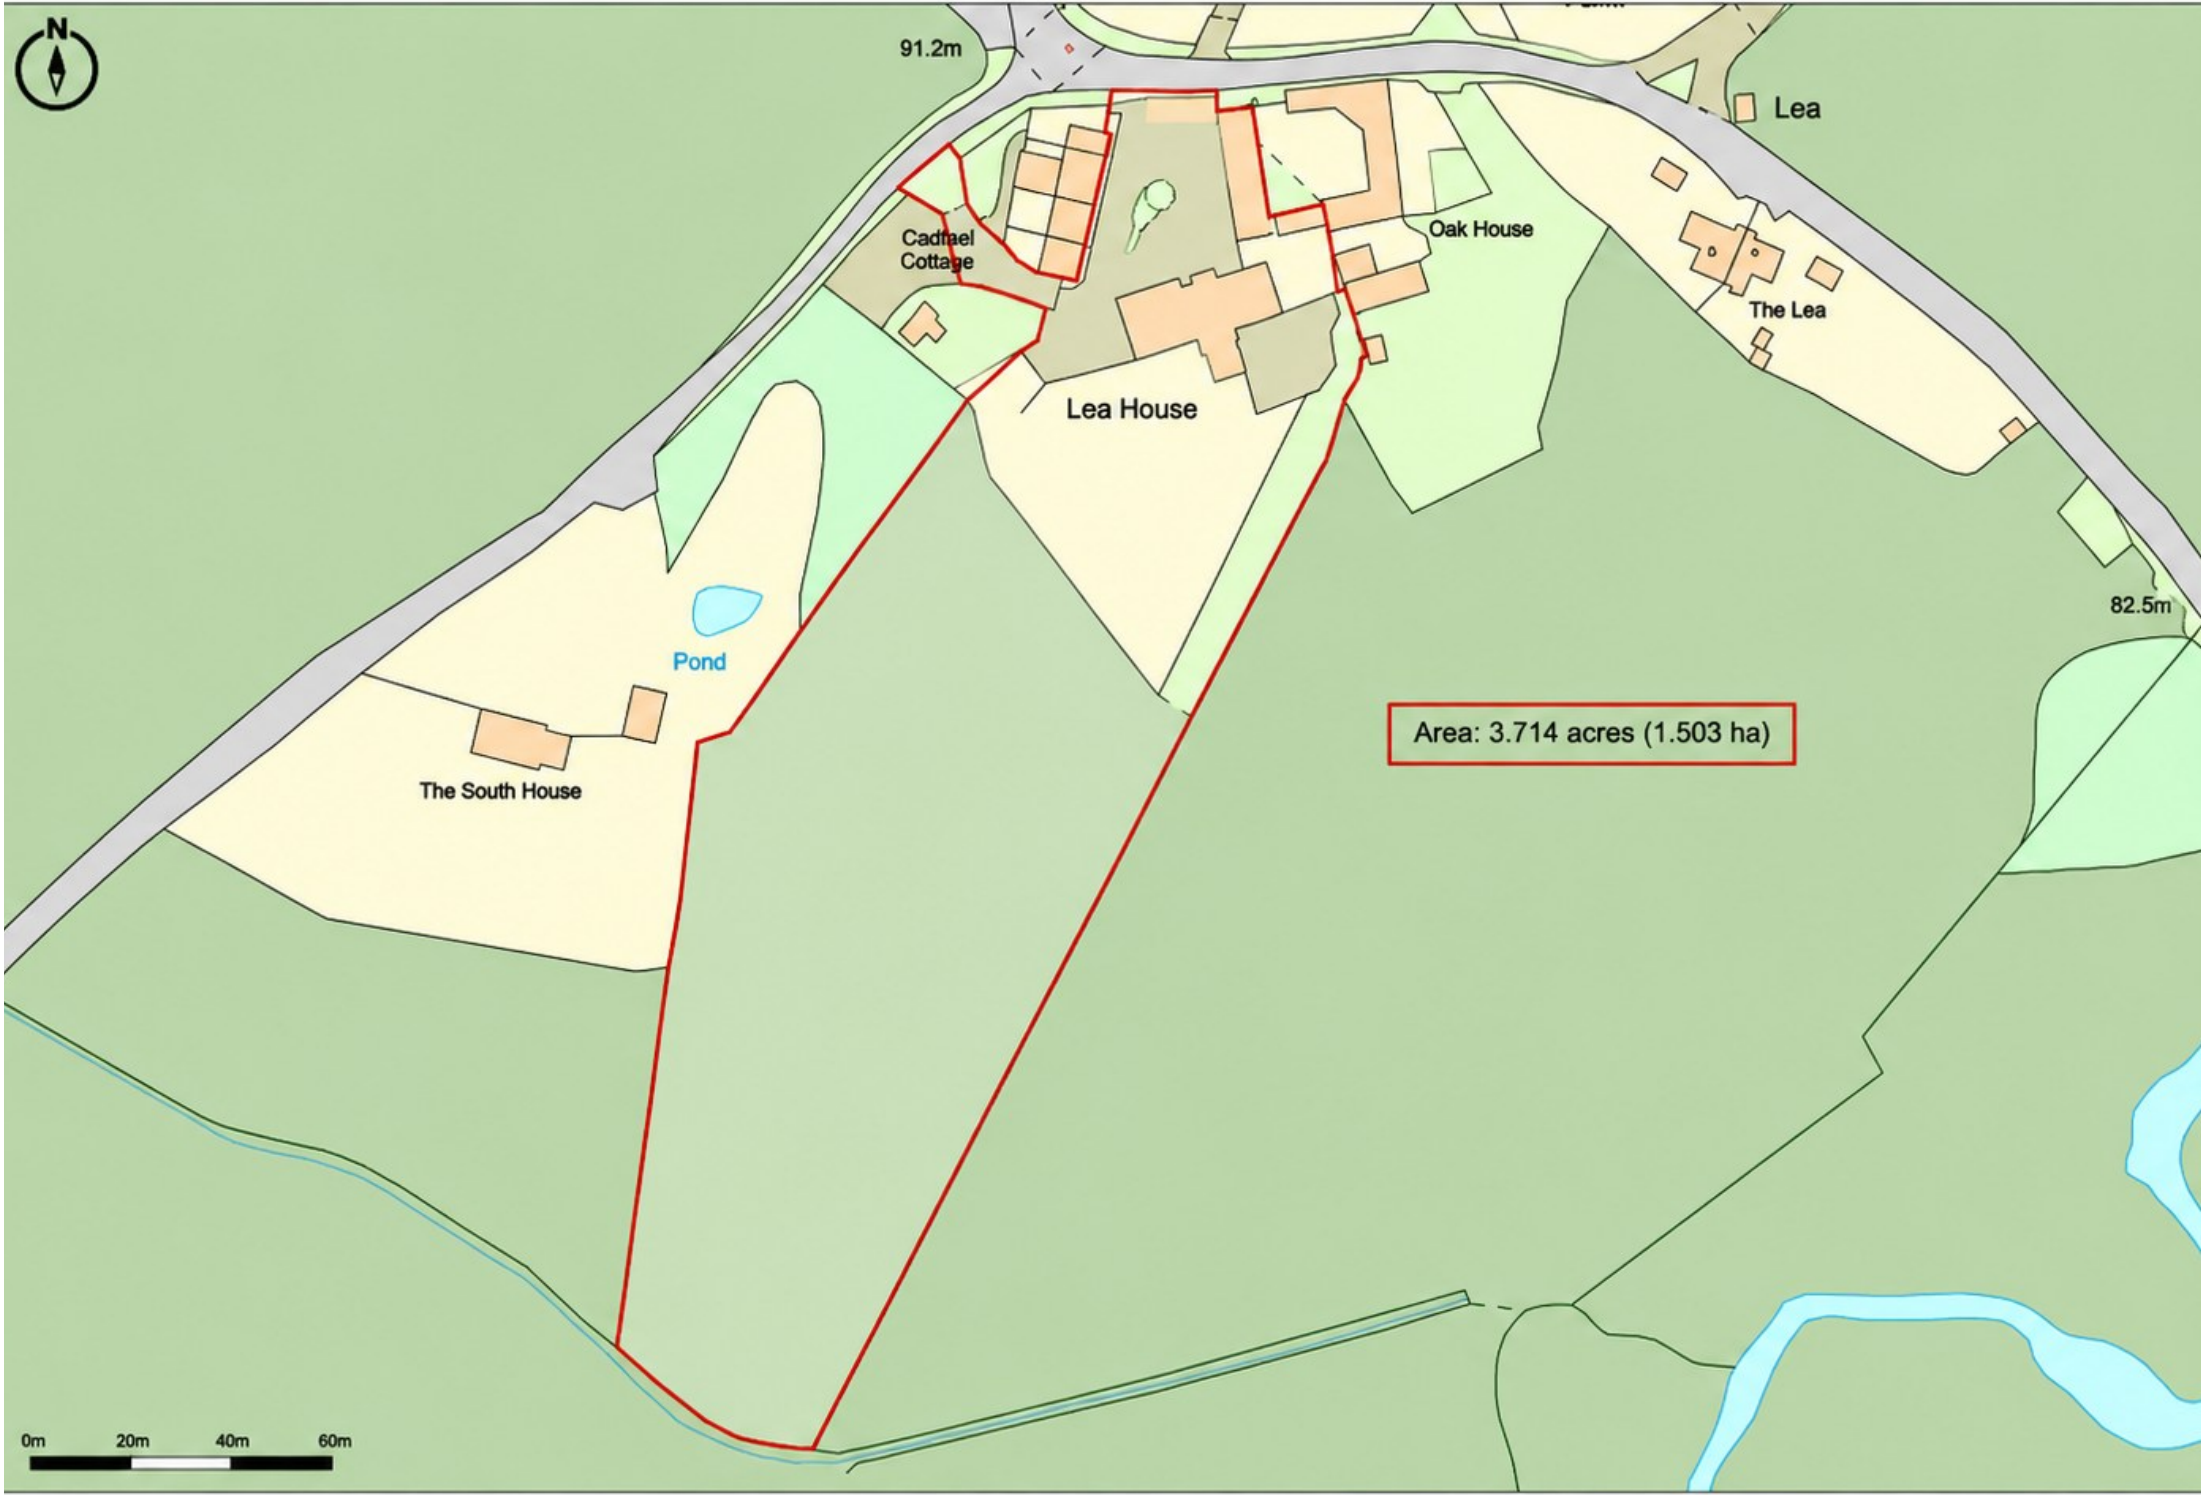 N
91.2m
Lea
Cadfael
Cottage
Oak House
The Lea
Lea House
82.5m
Pond
Area: 3.714 acres (1.503 ha)
The South House
0m 20m 40m 60m